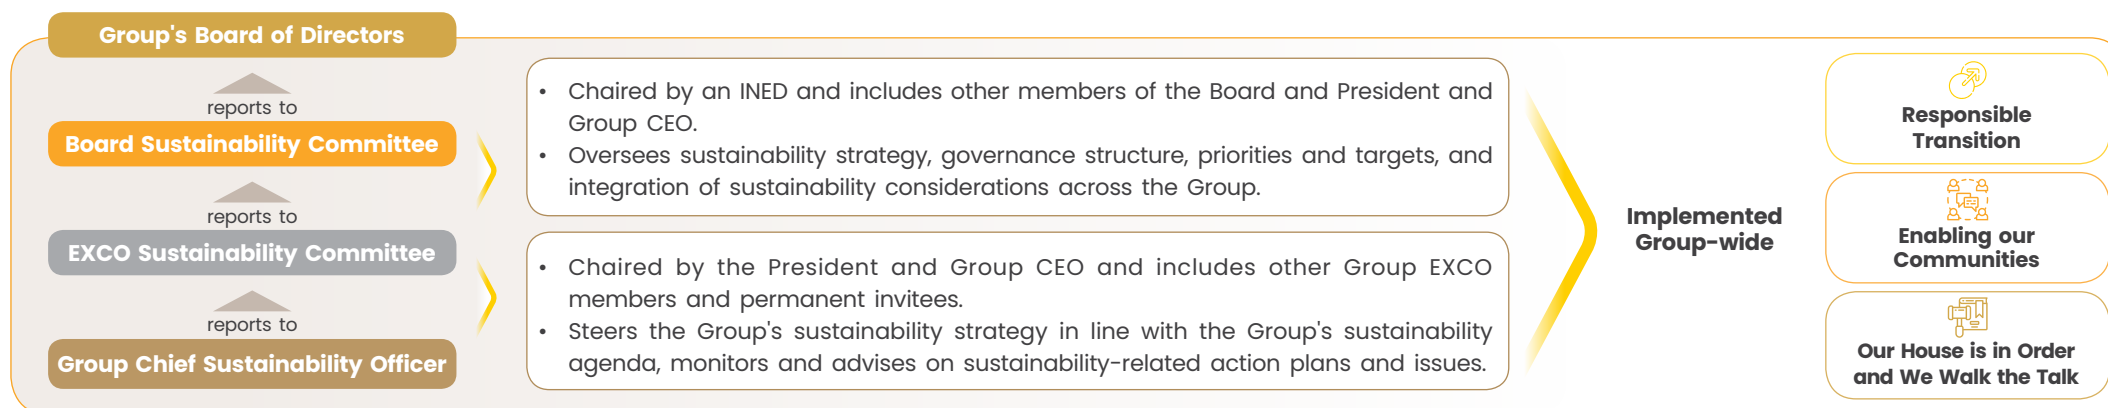 Group's Board of Directors
reports to
Board Sustainability Committee
reports to
EXCO Sustainability Committee
reports to
Group Chief Sustainability Officer
• Chaired by an INED and includes other members of the Board and President and
Group CEO.
• Oversees sustainability strategy, governance structure, priorities and targets, and
integration of sustainability considerations across the Group.
• Chaired by the President and Group CEO and includes other Group EXCO
members and permanent invitees.
• Steers the Group's sustainability strategy in line with the Group's sustainability
agenda, monitors and advises on sustainability-related action plans and issues.
Implemented
Group-wide
Responsible
Transition
Enabling our
Communities
Our House is in Order
and We Walk the Talk